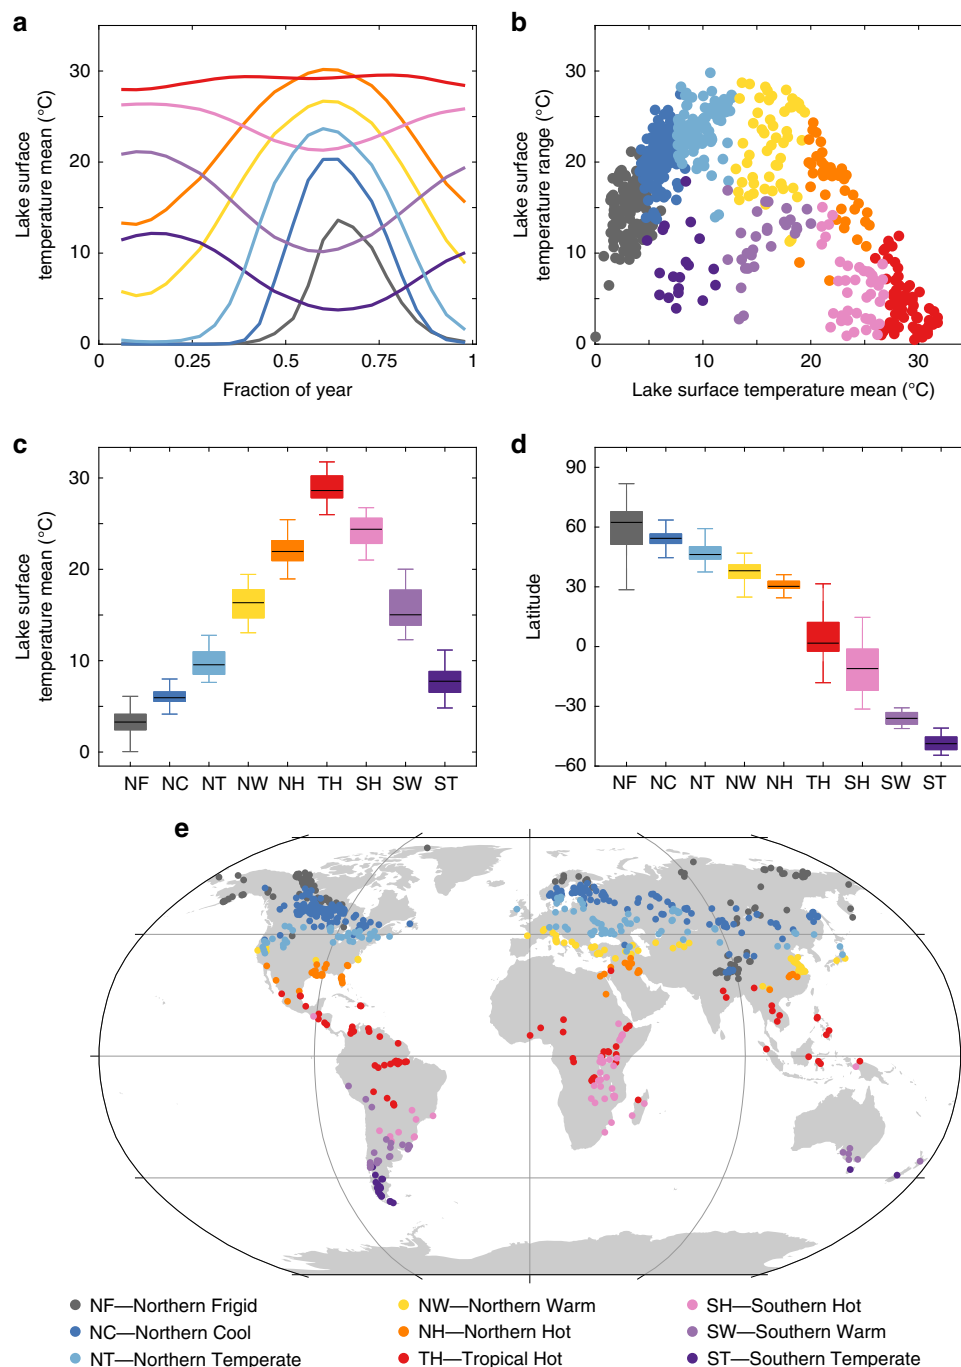 a
Lake surface
temperature mean (°C)
30
20
10
0
0
0.25
0.5
0.75
1
Fraction of year
b
Lake surface
temperature range (°C)
30
20
10
0
0
10
20
30
Lake surface temperature mean (°C)
c
Lake surface
temperature mean (°C)
30
20
10
0
NF NC NT NW NH TH SH SW ST
d
Latitude
90
60
30
0
−30
−60
NF NC NT NW NH TH SH SW ST
e
NF—Northern Frigid
NC—Northern Cool
NT—Northern Temperate
NW—Northern Warm
NH—Northern Hot
TH—Tropical Hot
SH—Southern Hot
SW—Southern Warm
ST—Southern Temperate